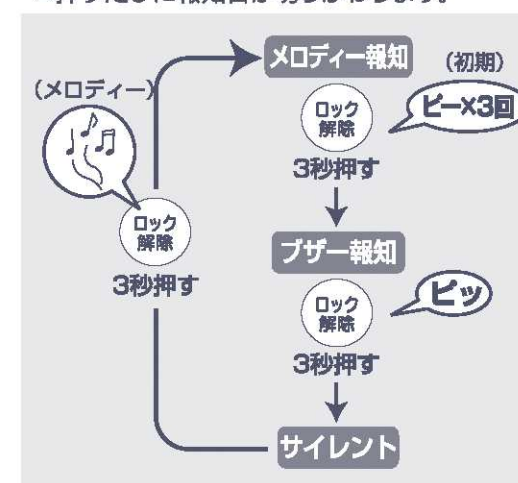 メロディー報知
(初期)
(メロディー)
ロック
解除
ピー×3回
3秒押す
ロック
解除
3秒押す
ブザー報知
ロック
解除
ピッ
3秒押す
サイレント